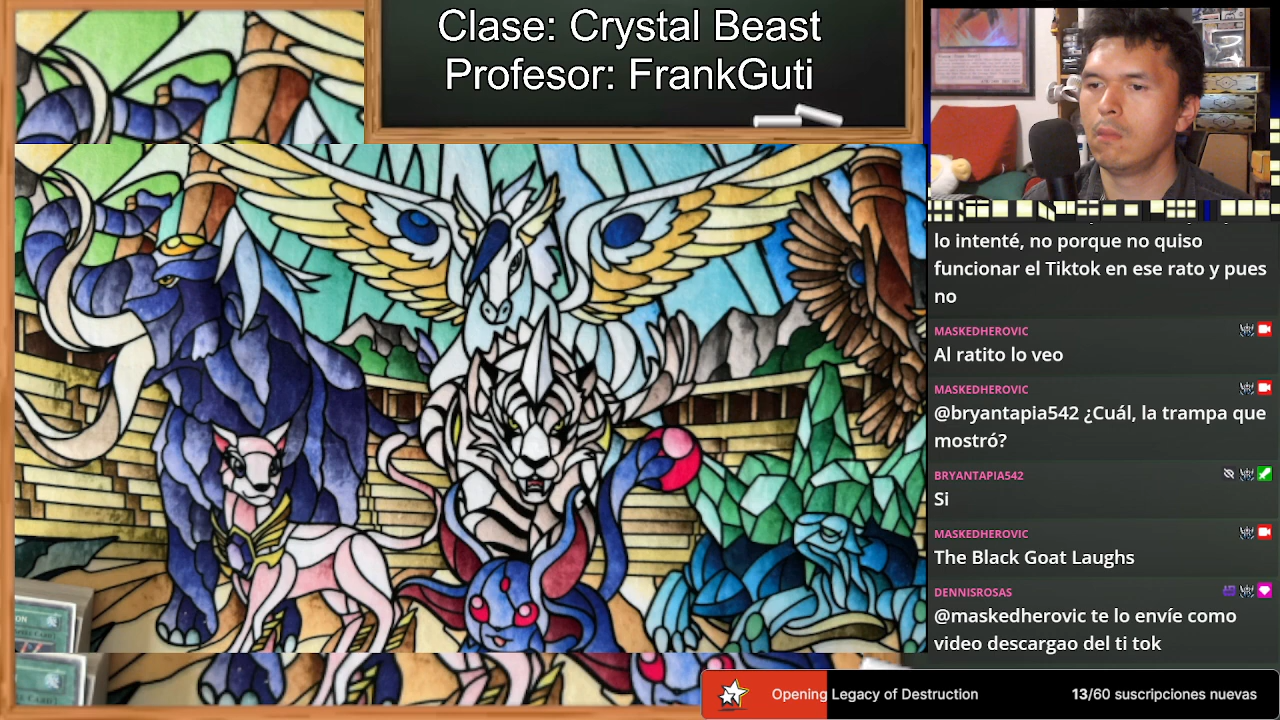 Clase: Crystal Beast
Profesor: FrankGuti
lo intenté, no porque no quiso
funcionar el Tiktok en ese rato y pues
no
MASKEDHEROVIC
Al ratito lo veo
MASKEDHEROVIC
@bryantapia542 ¿Cuál, la trampa que
mostró?
BRYANTAPIA542
Si
MASKEDHEROVIC
The Black Goat Laughs
DENNISROSAS
@maskedherovic te lo envíe como
video descargao del ti tok
Opening Legacy of Destruction
13/60 suscripciones nuevas